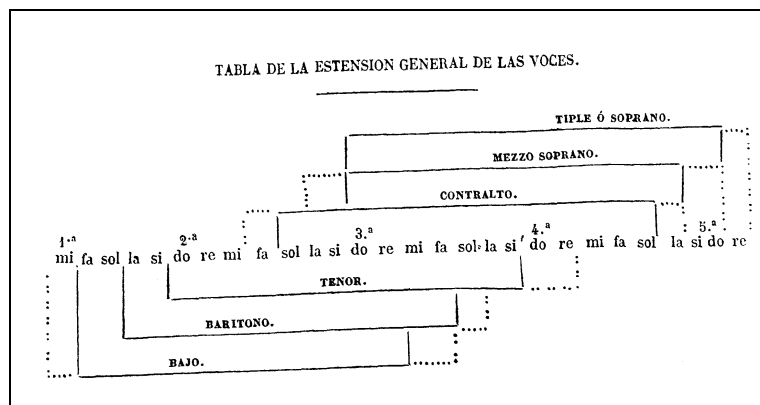 TABLA DE LA ESTENSION GENERAL DE LAS VOCES.
TIPLE Ó SOPRANO.
MEZZO SOPRANO.
CONTRALTO.
1.ª 2.ª 3.ª 4.ª 5.ª
mi fa sol la si do re mi fa sol la si do re mi fa sol la si do re mi fa sol la si do re
TENOR.
BARITONO.
BAJO.